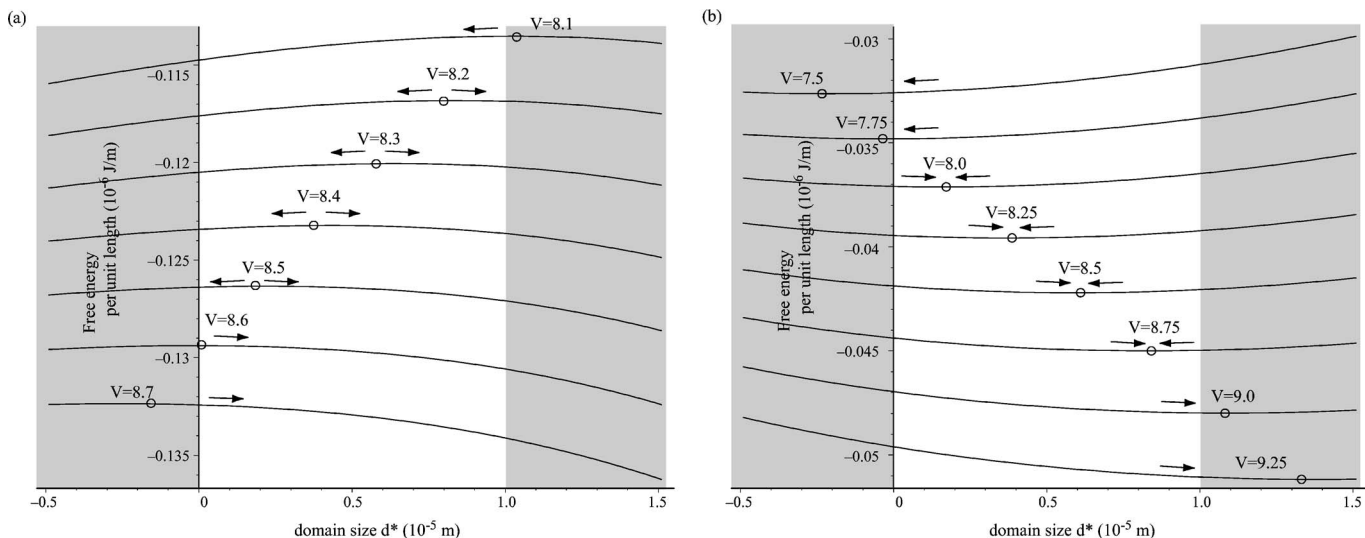 (a)
V=8.1
–0.115
V=8.2
V=8.3
–0.12
V=8.4
–0.125
V=8.5
V=8.6
–0.13
V=8.7
–0.135
Free energy
per unit length (10-6 J/m)
–0.5
0
0.5
1.0
1.5
domain size d* (10-5 m)
(b)
–0.03
V=7.5
V=7.75
–0.035
V=8.0
V=8.25
–0.04
V=8.5
V=8.75
–0.045
V=9.0
–0.05
V=9.25
Free energy
per unit length (10-6 J/m)
–0.5
0
0.5
1.0
1.5
domain size d* (10-5 m)